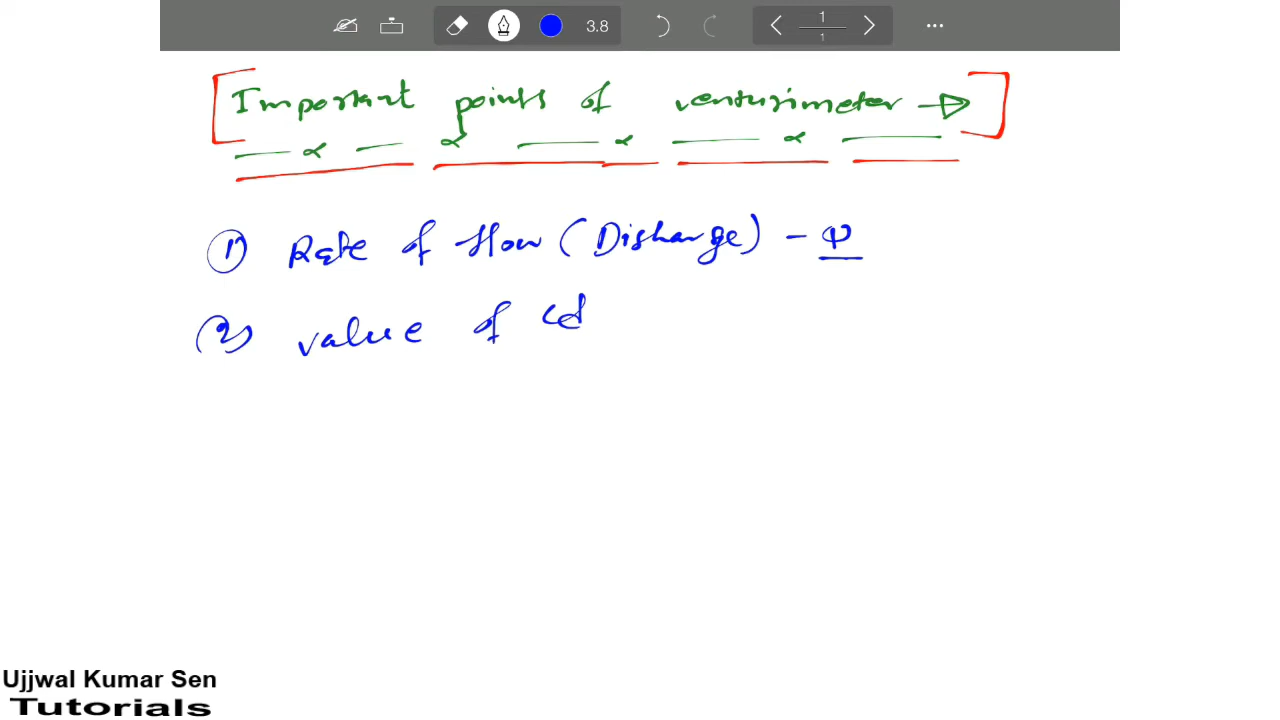 3.8
1
1
Important points of venturimeter
① Rate of flow (Discharge) - φ
② value of Cd
Ujjwal Kumar Sen
Tutorials